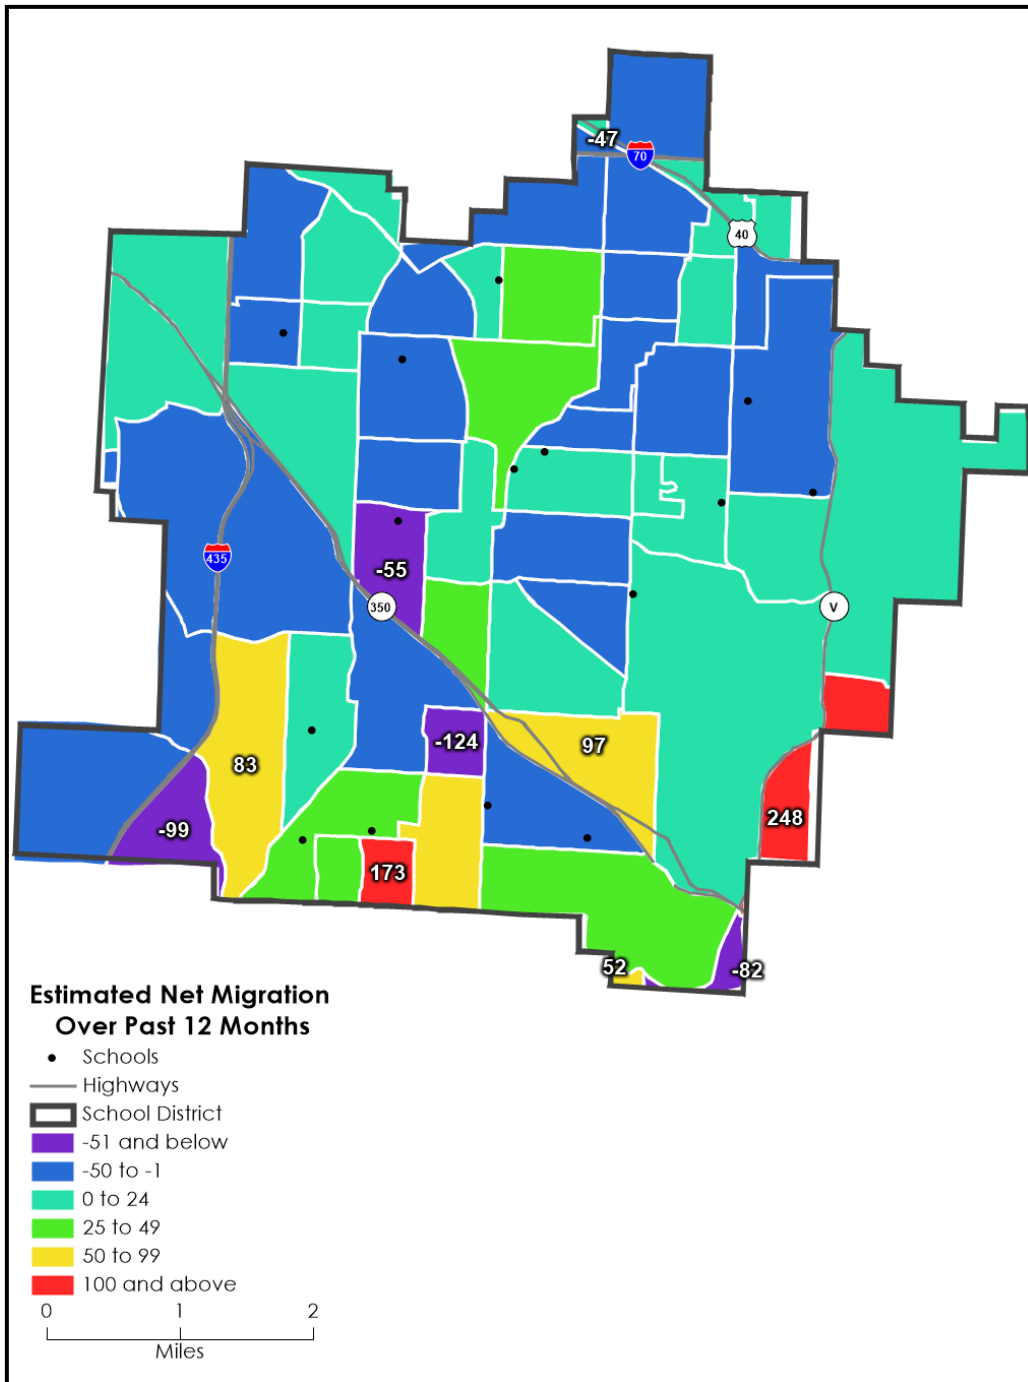 -47
70
40
435
-55
350
V
-124
97
83
-99
248
173
52
-82
Estimated Net Migration
Over Past 12 Months
Schools
Highways
School District
-51 and below
-50 to -1
0 to 24
25 to 49
50 to 99
100 and above
0 1 2
Miles